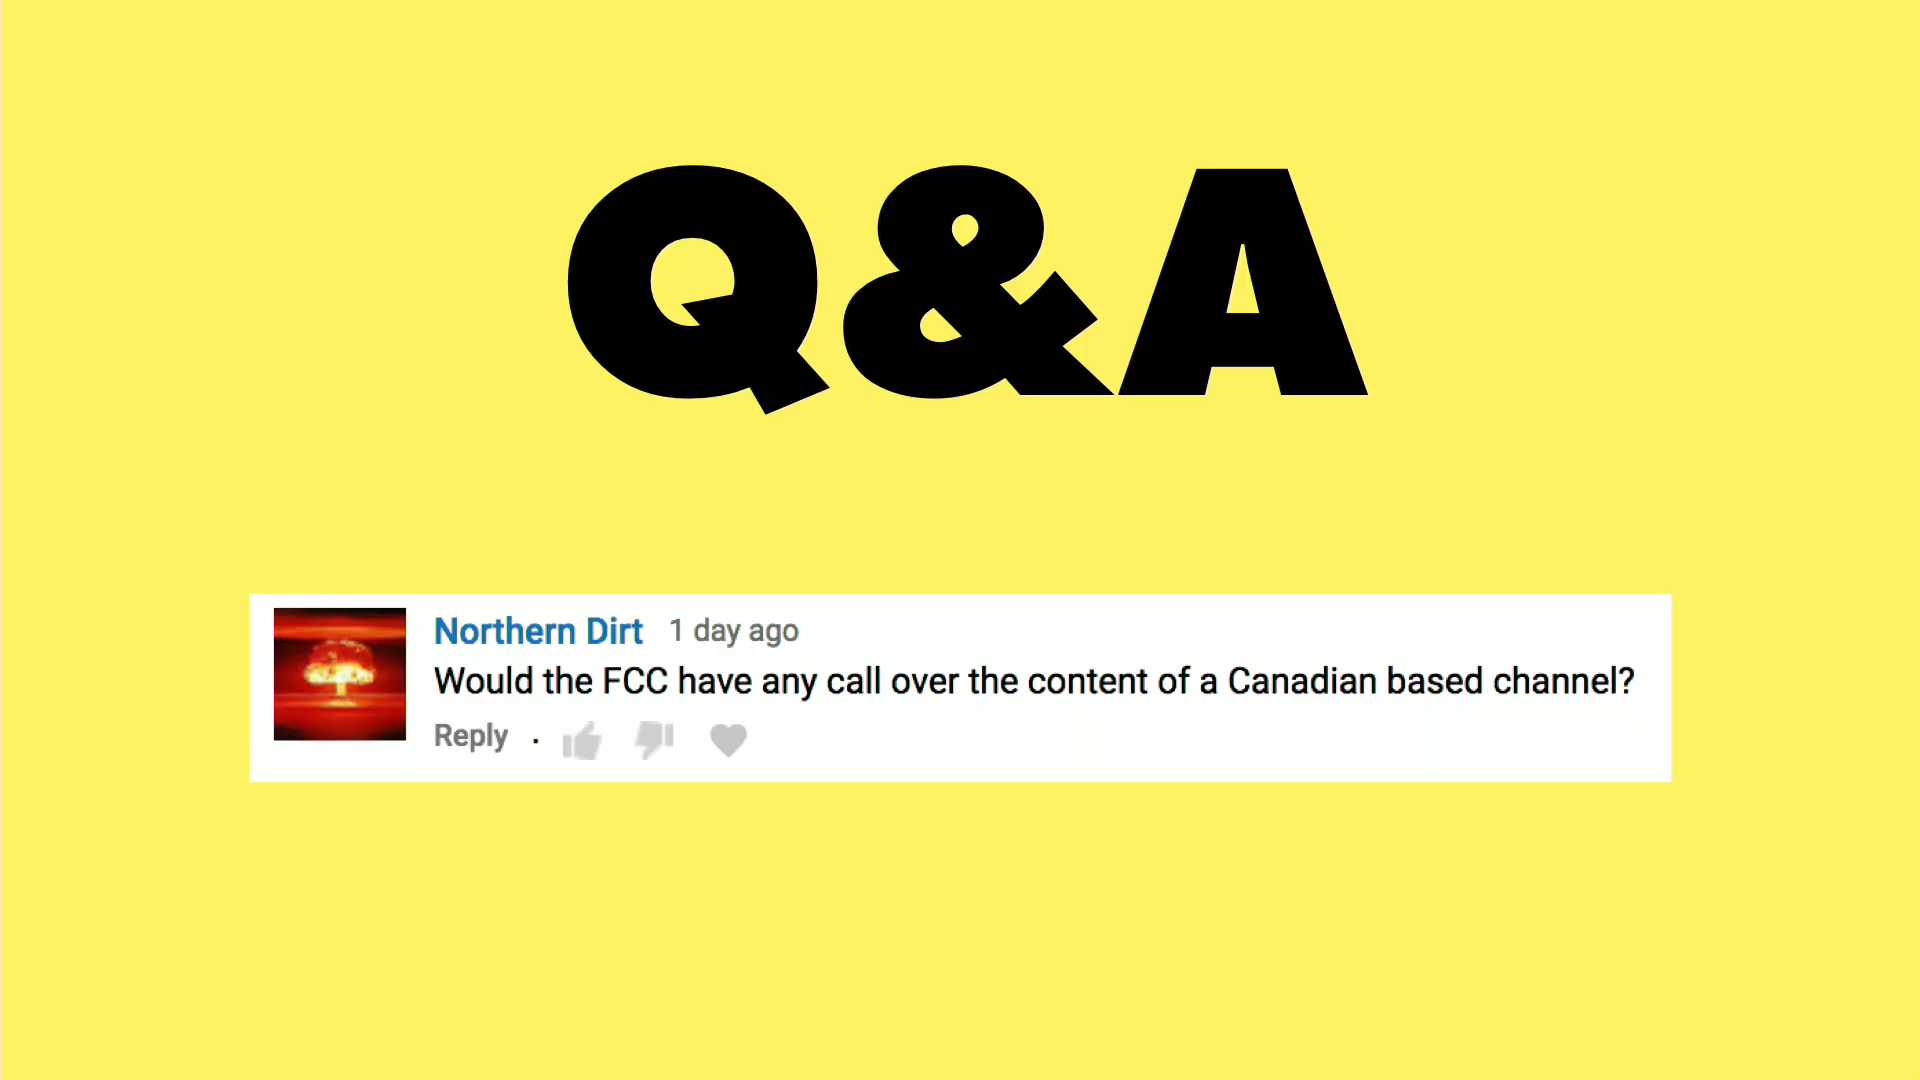 Q&A
Northern Dirt 1 day ago
Would the FCC have any call over the content of a Canadian based channel?
Reply .